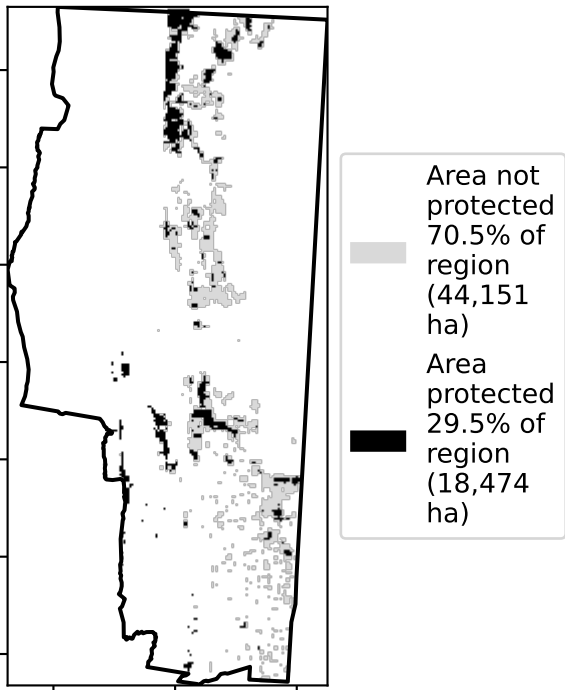 Area not
protected
70.5% of
region
(44,151
ha)
Area
protected
29.5% of
region
(18,474
ha)